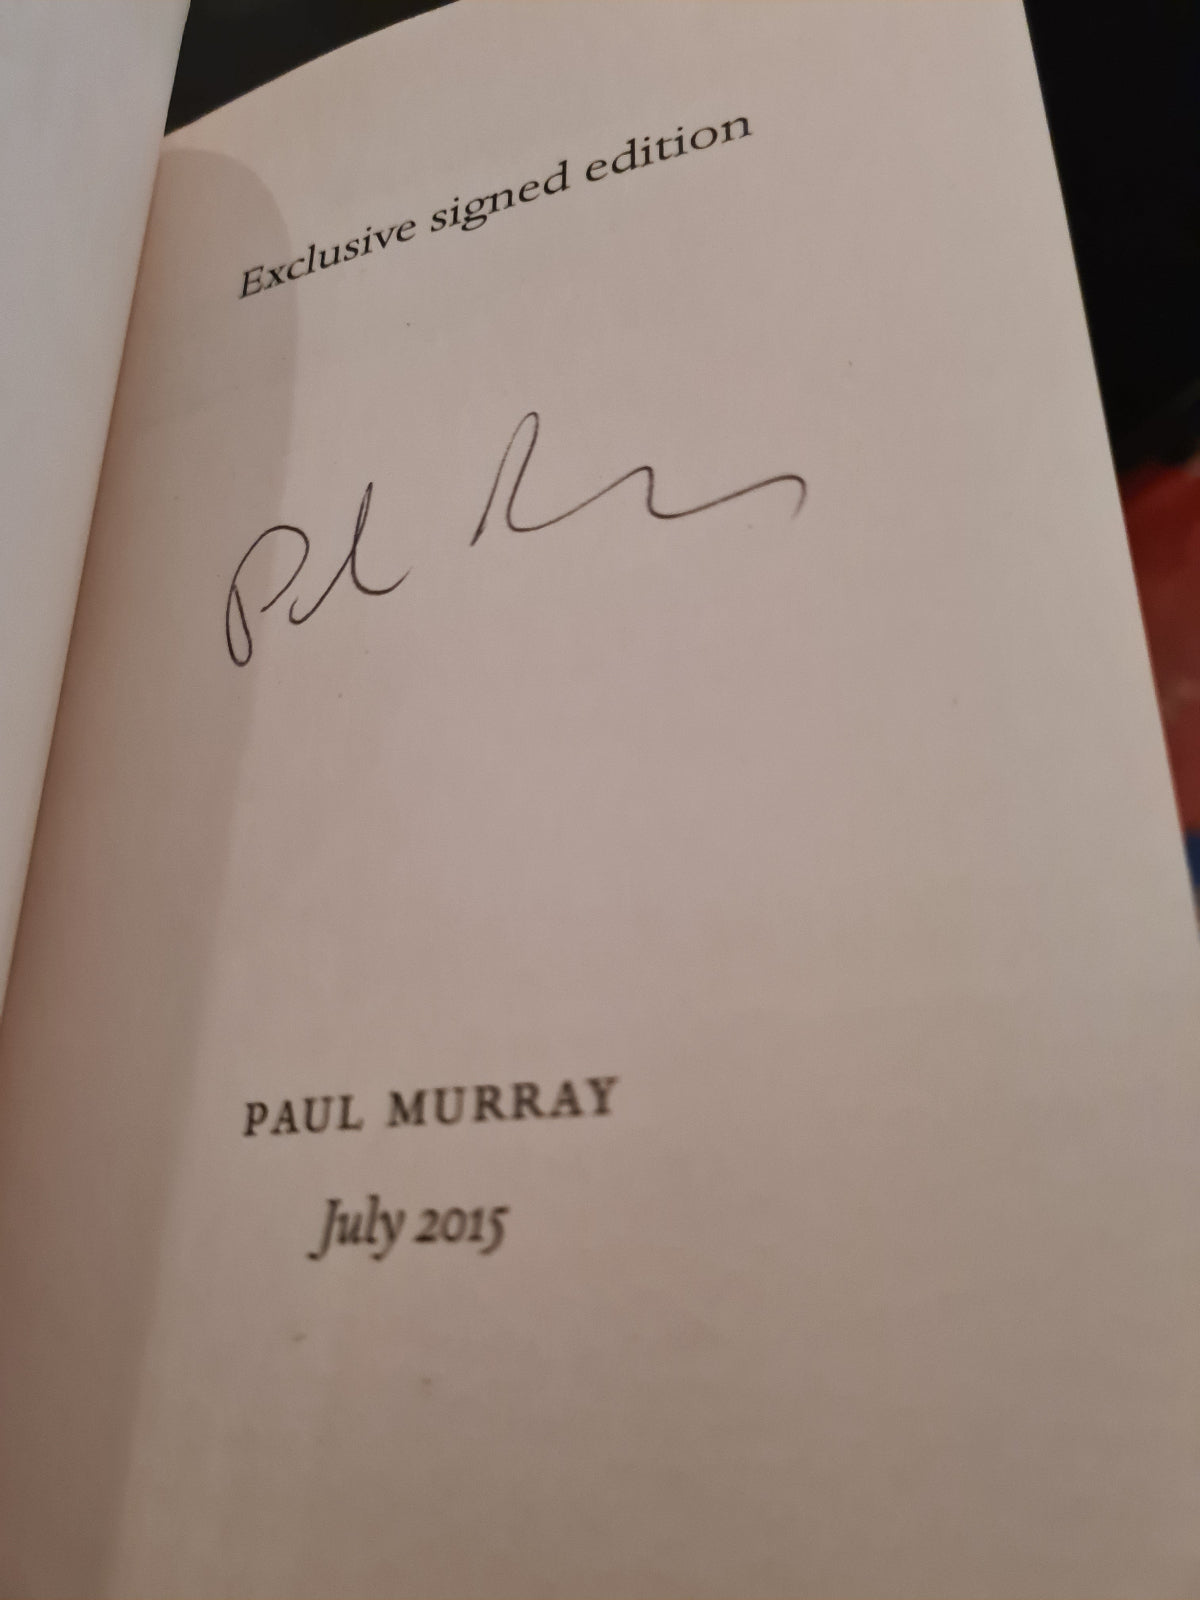 Exclusive signed edition
PAUL MURRAY
July 2015